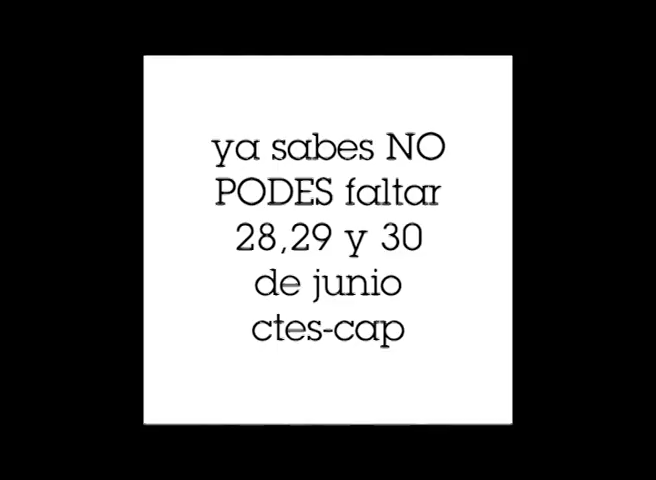 ya sabes NO
PODES faltar
28,29 y 30
de junio
ctes-cap